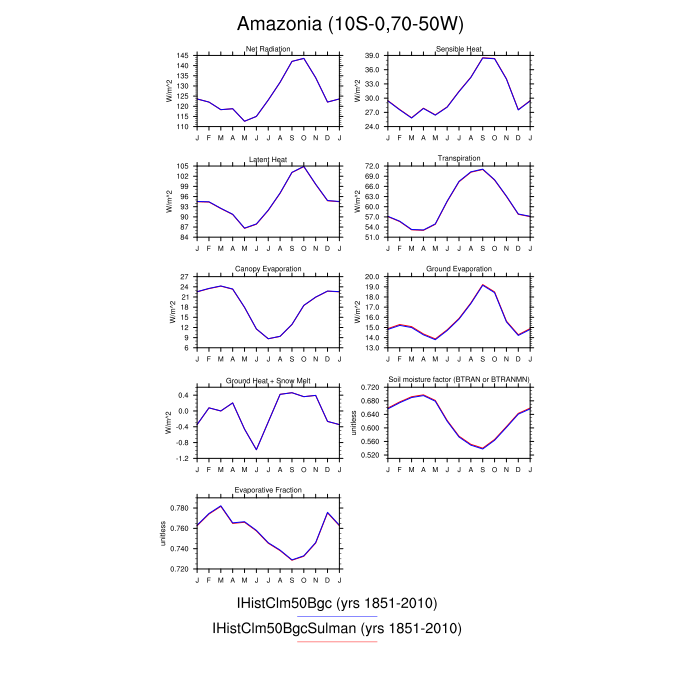 Amazonia (10S-0,70-50W)
Net Radiation
Sensible Heat
W/m^2
145
140
135
130
125
120
115
110
J F M A M J J A S O N D J
W/m^2
39.0
36.0
33.0
30.0
27.0
24.0
J F M A M J J A S O N D J
Latent Heat
Transpiration
W/m^2
105
102
99
96
93
90
87
84
J F M A M J J A S O N D J
W/m^2
72.0
69.0
66.0
63.0
60.0
57.0
54.0
51.0
J F M A M J J A S O N D J
Canopy Evaporation
Ground Evaporation
W/m^2
27
24
21
18
15
12
9
6
J F M A M J J A S O N D J
W/m^2
20.0
19.0
18.0
17.0
16.0
15.0
14.0
13.0
J F M A M J J A S O N D J
Ground Heat + Snow Melt
Soil moisture factor (BTRAN or BTRANMN)
W/m^2
0.4
0.0
-0.4
-0.8
-1.2
J F M A M J J A S O N D J
unitless
0.720
0.680
0.640
0.600
0.560
0.520
J F M A M J J A S O N D J
Evaporative Fraction
unitless
0.780
0.760
0.740
0.720
J F M A M J J A S O N D J
IHistClm50Bgc (yrs 1851-2010)
IHistClm50BgcSulman (yrs 1851-2010)